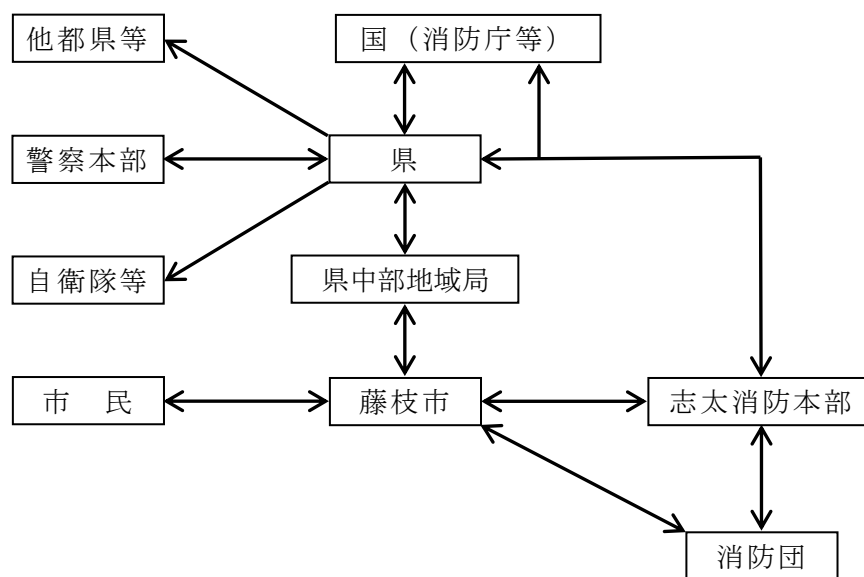 他都県等
国（消防庁等）
警察本部
県
自衛隊等
県中部地域局
市　民
藤枝市
志太消防本部
消防団